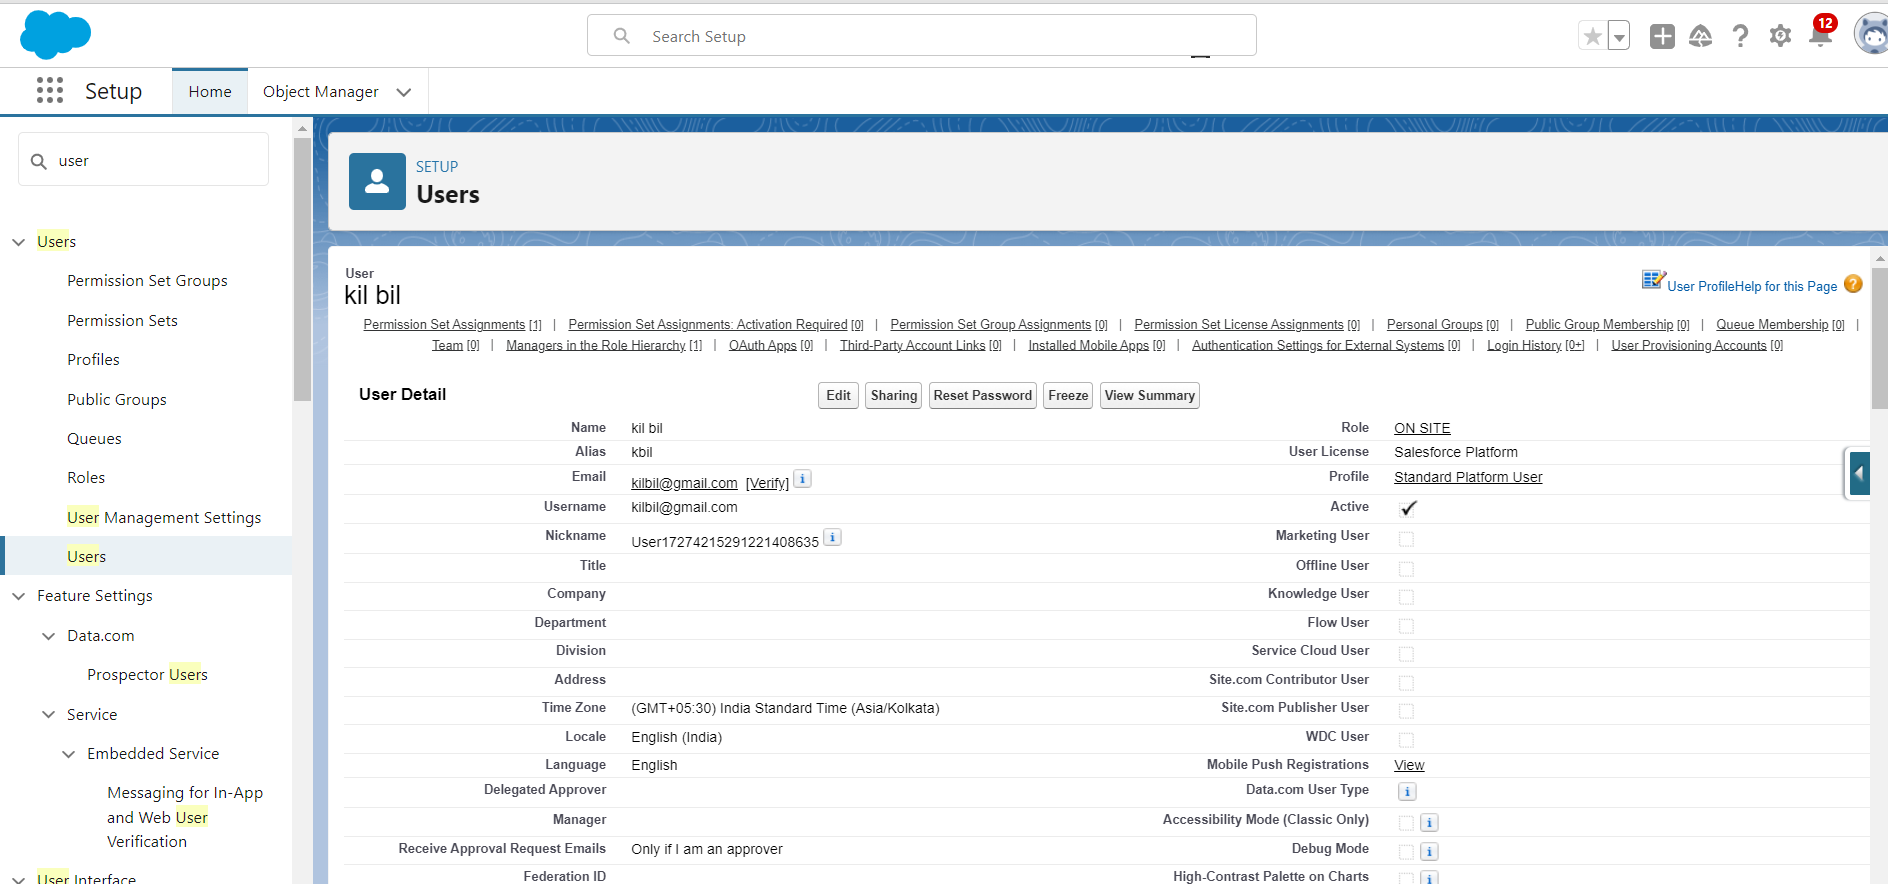 Search Setup
12
Setup
Home
Object Manager
user
Users
Permission Set Groups
Permission Sets
Profiles
Public Groups
Queues
Roles
User Management Settings
Users
Feature Settings
Data.com
Prospector Users
Service
Embedded Service
Messaging for In-App
and Web User
Verification
User Interface
SETUP
Users
User
kil bil
User Profile Help for this Page ?
Permission Set Assignments [1] | Permission Set Assignments: Activation Required [0] | Permission Set Group Assignments [0] | Permission Set License Assignments [0] | Personal Groups [0] | Public Group Membership [0] | Queue Membership [0] |
Team [0] | Managers in the Role Hierarchy [1] | OAuth Apps [0] | Third-Party Account Links [0] | Installed Mobile Apps [0] | Authentication Settings for External Systems [0] | Login History [0+] | User Provisioning Accounts [0]
User Detail
Edit Sharing Reset Password Freeze View Summary
Name kil bil Role ON SITE
Alias kbil User License Salesforce Platform
Email kilbil@gmail.com [Verify] i Profile Standard Platform User
Username kilbil@gmail.com Active
Nickname User17274215291221408635 i Marketing User
Title Offline User
Company Knowledge User
Department Flow User
Division Service Cloud User
Address Site.com Contributor User
Time Zone (GMT+05:30) India Standard Time (Asia/Kolkata) Site.com Publisher User
Locale English (India) WDC User
Language English Mobile Push Registrations View
Delegated Approver Data.com User Type i
Manager Accessibility Mode (Classic Only) i
Receive Approval Request Emails Only if I am an approver Debug Mode i
Federation ID High-Contrast Palette on Charts i